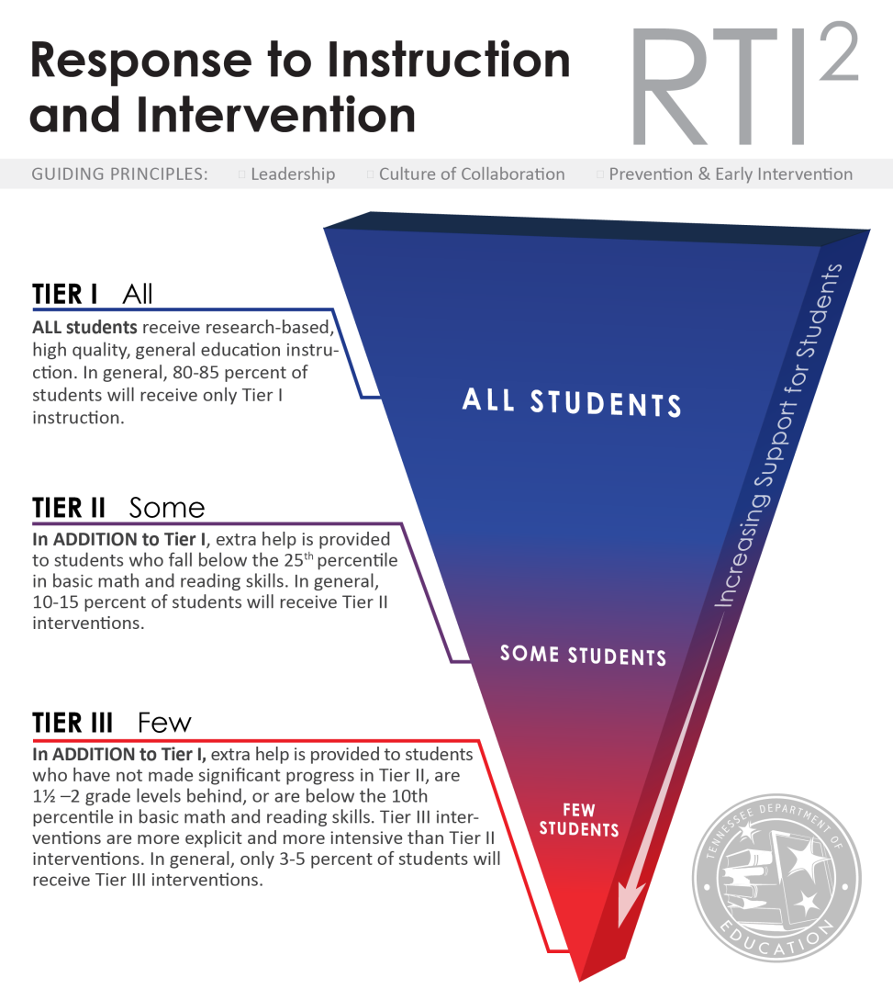 Response to Instruction
and Intervention
RTI²
GUIDING PRINCIPLES: Leadership Culture of Collaboration Prevention & Early Intervention
TIER I All
ALL students receive research-based,
high quality, general education instru-
ction. In general, 80-85 percent of
students will receive only Tier I
instruction.
TIER II Some
In ADDITION to Tier I, extra help is provided
to students who fall below the 25th percentile
in basic math and reading skills. In general,
10-15 percent of students will receive Tier II
interventions.
TIER III Few
In ADDITION to Tier I, extra help is provided to students
who have not made significant progress in Tier II, are
1½ –2 grade levels behind, or are below the 10th
percentile in basic math and reading skills. Tier III inter-
ventions are more explicit and more intensive than Tier II
interventions. In general, only 3-5 percent of students will
receive Tier III interventions.
ALL STUDENTS
SOME STUDENTS
FEW
STUDENTS
Increasing Support for Students
TENNESSEE DEPARTMENT OF
EDUCATION